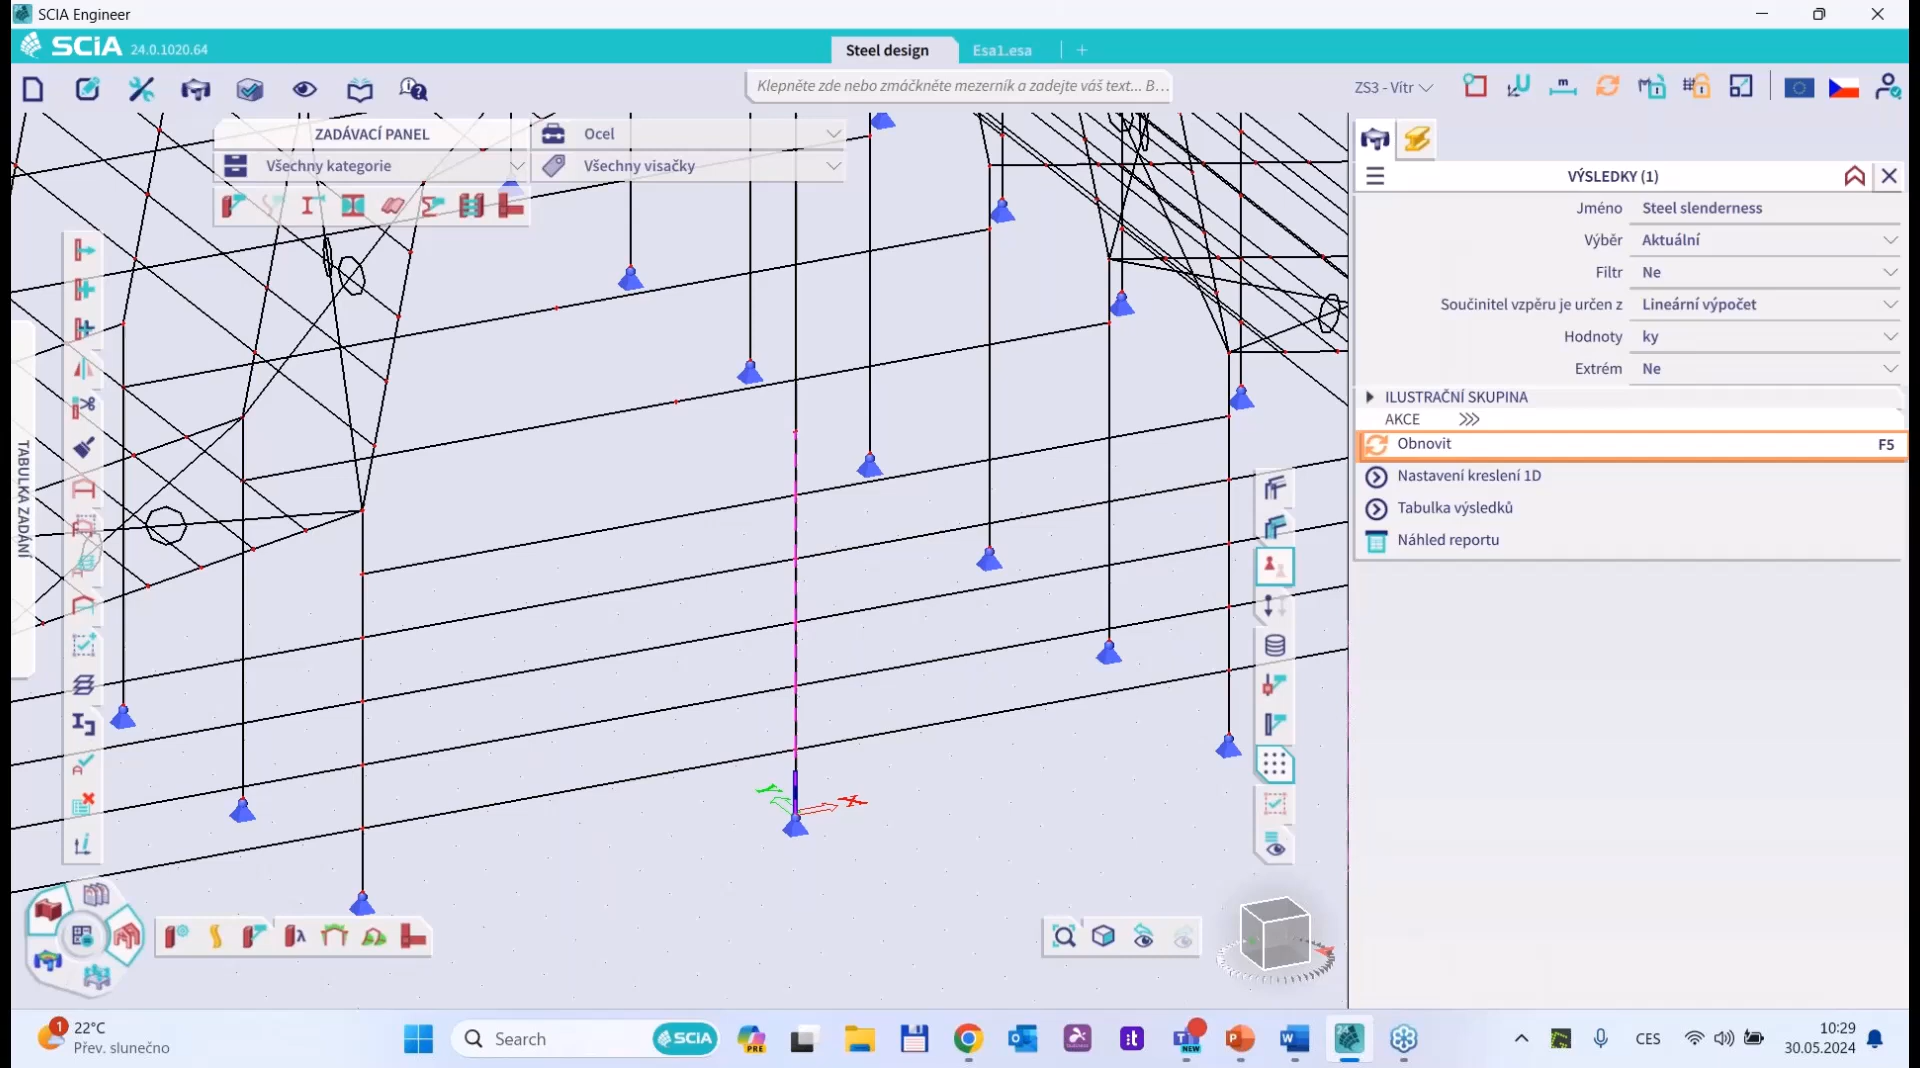 SCIA Engineer
SCiA 24.0.1020.64
Steel design
Esa1.esa
+
Klepněte zde nebo zmáčkněte mezerník a zadejte váš text... B...
ZS3 - Vítr
ZADÁVACÍ PANEL
Ocel
Všechny kategorie
Všechny visačky
TABULKA ZADÁNÍ
VÝSLEDKY (1)
Jméno Steel slenderness
Výběr Aktuální
Filtr Ne
Součinitel vzpěru je určen z Lineární výpočet
Hodnoty ky
Extrém Ne
ILUSTRAČNÍ SKUPINA
AKCE >>>
Obnovit F5
Nastavení kreslení 1D
Tabulka výsledků
Náhled reportu
Y
X
1
22°C
Přev. slunečno
Search
SCIA
PRE
NEW
CES
10:29
30.05.2024